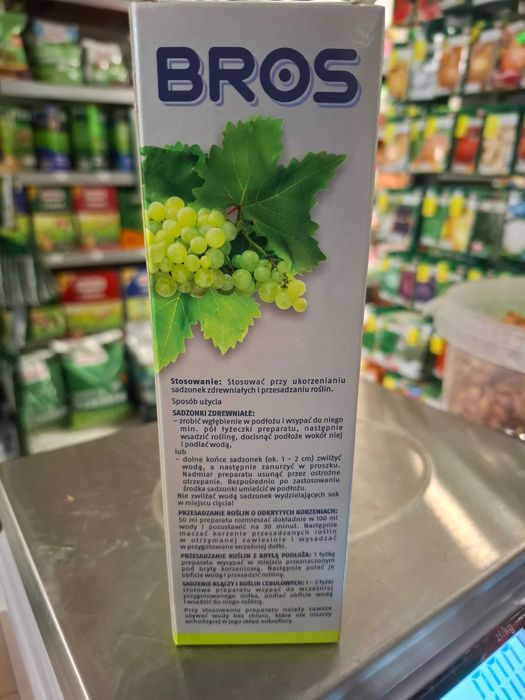 BROS
Stosowanie: Stosować przy ukorzenianiu
sadzonek zdrewniałych i przesadzaniu roślin.
Sposób użycia
SADZONKI ZDREWNIAŁE:
– zrobić wgłębienie w podłożu i wsypać do niego
min. pół łyżeczki preparatu, następnie
wsadzić roślinę, docisnąć podłoże wokół niej
i podlać wodą,
lub
– dolne końce sadzonek (ok. 1 – 2 cm) zwilżyć
wodą, a następnie zanurzyć w proszku.
Nadmiar preparatu usunąć przez ostrożne
otrzepanie. Bezpośrednio po zastosowaniu
środka sadzonki umieścić w podłożu.
Nie zwilżać wodą sadzonek wydzielających sok
w miejscu cięcia!
PRZESADZANIE ROŚLIN O ODKRYTYCH KORZENIACH:
50 ml preparatu rozmieszać dokładnie w 100 ml
wody i pozostawić na 30 minut. Następnie
maczać korzenie przesadzanych roślin
w otrzymanej zawiesinie i wysadzać
w przygotowane wcześniej dołki.
PRZESADZANIE ROŚLIN Z BRYŁĄ PODŁOŻA: 1 łyżkę
preparatu wsypać w miejscu przeznaczonym
pod bryłę korzeniową. Następnie polać je
obficie wodą i przesadzić roślinę.
SADZENIE KŁĄCZY I ROŚLIN CEBULOWYCH: 1 – 2 łyżki
stołowe preparatu wsypać do wcześniej
przygotowanego dołka, podlać obficie wodą
i wsadzić do niego roślinę.
Przy stosowaniu preparatu należy zawsze
używać wody bez chloru, która nie niszczy
wchodzącej w jego skład mikroflory.
zł/kg